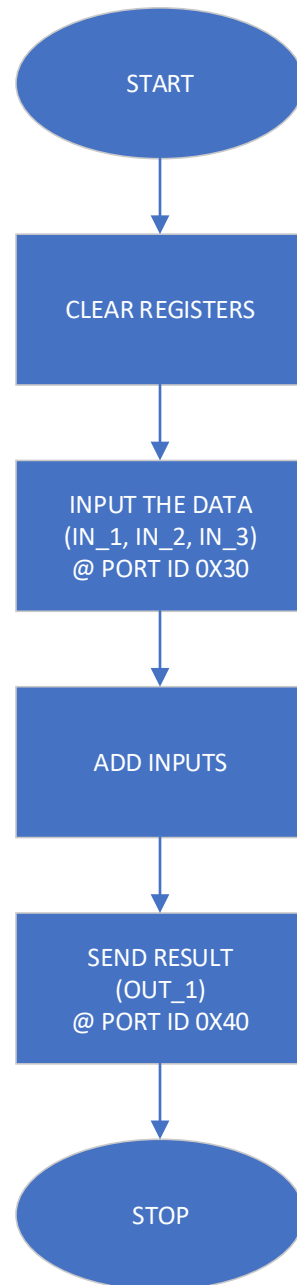 START
CLEAR REGISTERS
INPUT THE DATA
(IN_1, IN_2, IN_3)
@ PORT ID 0X30
ADD INPUTS
SEND RESULT
(OUT_1)
@ PORT ID 0X40
STOP